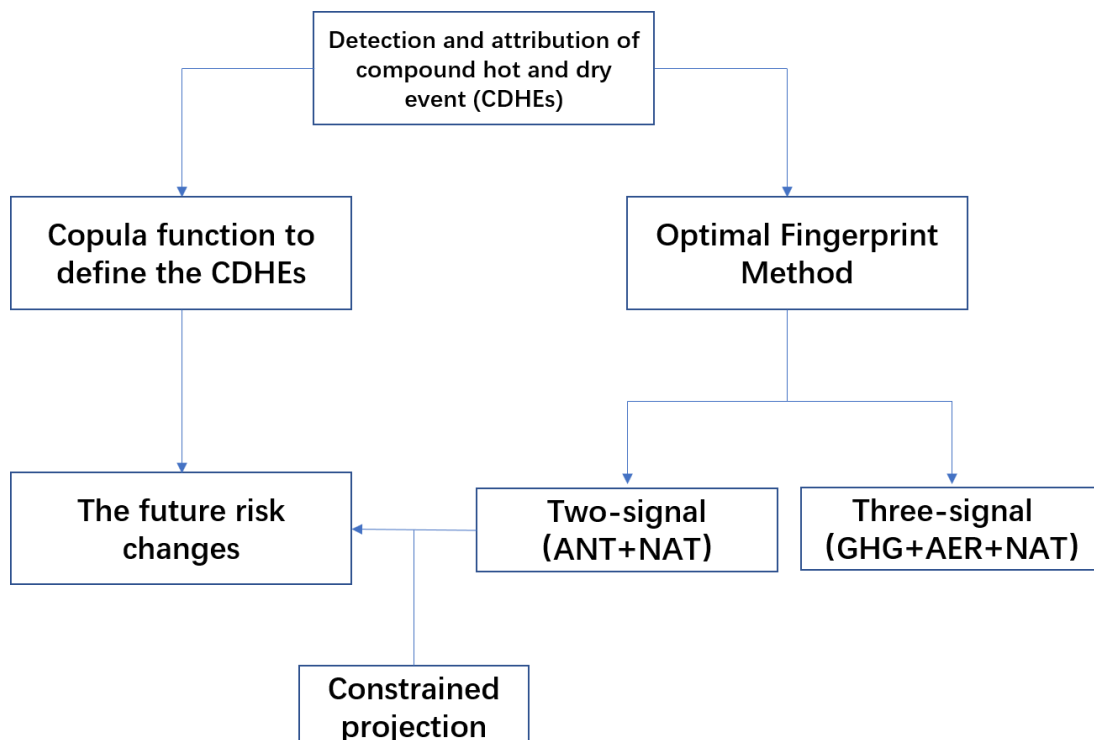 Detection and attribution of
compound hot and dry
event (CDHEs)
Copula function to
define the CDHEs
Optimal Fingerprint
Method
The future risk
changes
Two-signal
(ANT+NAT)
Three-signal
(GHG+AER+NAT)
Constrained
projection